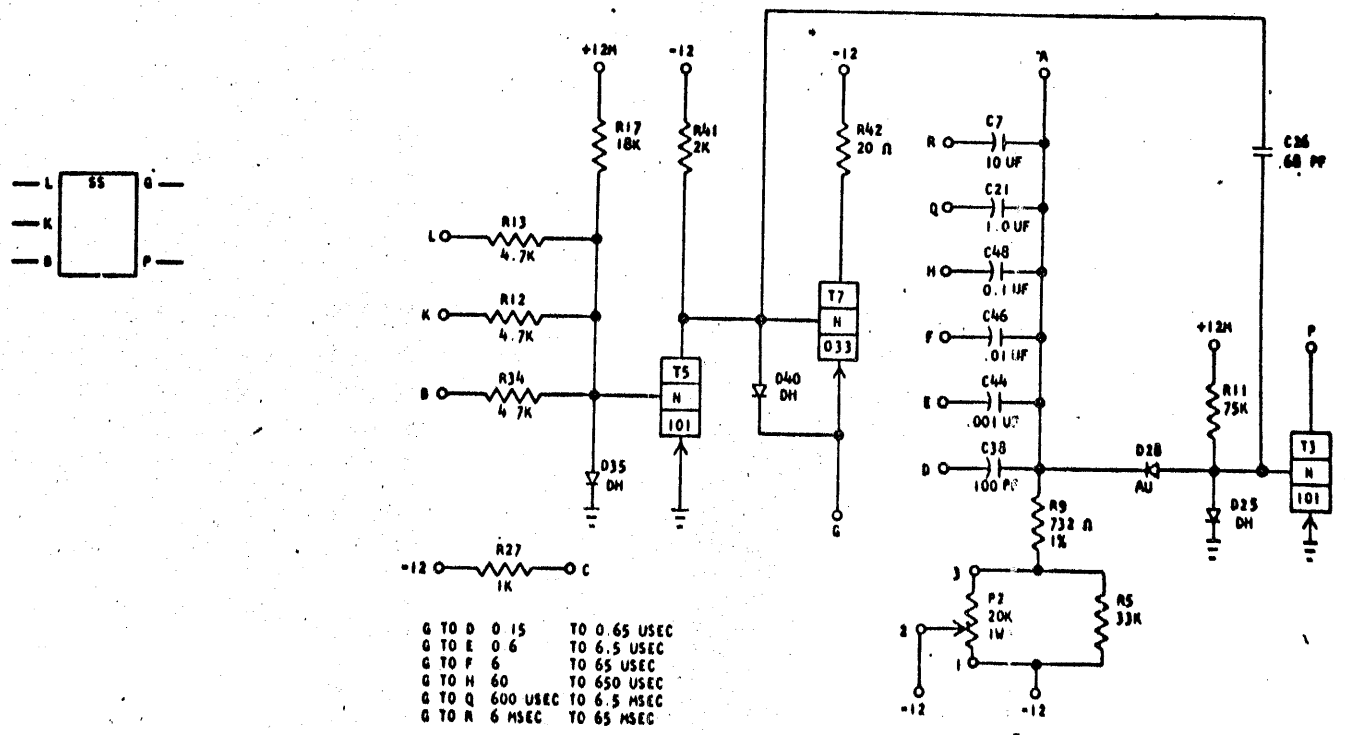 L SS G
K
B P
+12M
R17
18K
-12
R41
2K
-12
R42
20 Ω
L
R13
4.7K
K
R12
4.7K
B
R34
4 7K
T5
N
101
D35
DH
D40
DH
T7
N
033
G
-12
R27
1K
C
A
R
C7
10 UF
Q
C21
1.0 UF
H
C48
0.1 UF
F
C46
.01 UF
E
C44
.001 UF
D
C38
100 PF
R9
732 Ω
1%
3
P2
20K
1W
2
1
R5
33K
-12
-12
D28
AU
C26
+12M
R11
75K
D25
DH
P
T3
N
101
G TO D 0 15 TO 0.65 USEC
G TO E 0 6 TO 6.5 USEC
G TO F 6 TO 65 USEC
G TO H 60 TO 650 USEC
G TO Q 600 USEC TO 6.5 MSEC
G TO R 6 MSEC TO 65 MSEC